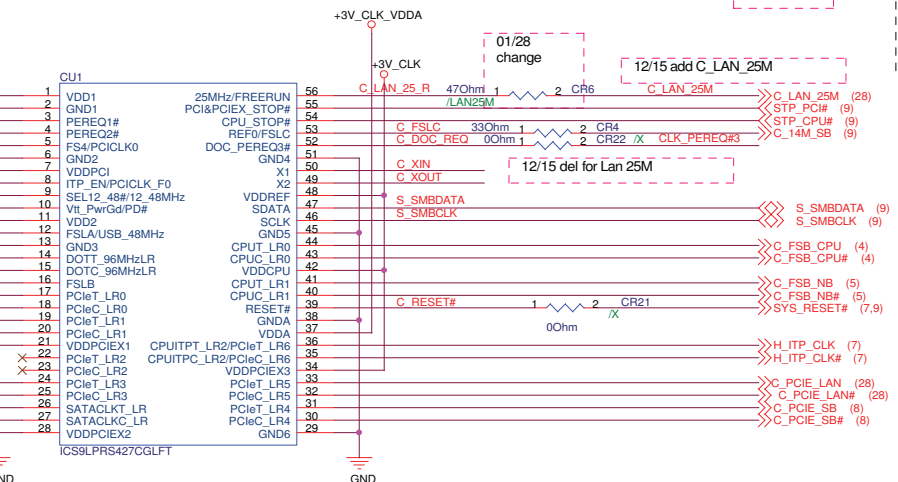 +3V_CLK_VDDA
01/28
change
+3V_CLK
12/15 add C_LAN_25M
CU1
1 VDD1 25MHz/FREERUN 56 C_LAN_25_R 47Ohm 1 2 CR6 C_LAN_25M C_LAN_25M (28)
/LAN25M
2 GND1 PCI&PCIEX_STOP# 55 STP_PCI# (9)
3 PEREQ1# CPU_STOP# 54 STP_CPU# (9)
4 PEREQ2# REF0/FSLC 53 C_FSLC 33Ohm 1 2 CR4 C_14M_SB (9)
5 FS4/PCICLK0 DOC_PEREQ3# 52 C_DOC_REQ 0Ohm 1 2 CR22 /X CLK_PEREQ#3
6 GND2 GND4 51
7 VDDPCI X1 50 C_XIN 12/15 del for Lan 25M
8 ITP_EN/PCICLK_F0 X2 49 C_XOUT
9 SEL12_48#/12_48MHz VDDREF 48
10 Vtt_PwrGd/PD# SDATA 47 S_SMBDATA S_SMBDATA (9)
11 VDD2 SCLK 46 S_SMBCLK S_SMBCLK (9)
12 FSLA/USB_48MHz GND5 45
13 GND3 CPUT_LR0 44 C_FSB_CPU (4)
14 DOTT_96MHzLR CPUC_LR0 43 C_FSB_CPU# (4)
15 DOTC_96MHzLR VDDCPU 42
16 FSLB CPUT_LR1 41 C_FSB_NB (5)
17 PCIeT_LR0 CPUC_LR1 40 C_FSB_NB# (5)
18 PCIeC_LR0 RESET# 39 C_RESET# 1 2 CR21 SYS_RESET# (7,9)
/X
0Ohm
19 PCIeT_LR1 GNDA 38
20 PCIeC_LR1 VDDA 37
21 VDDPCIEX1 CPUITPT_LR2/PCIeT_LR6 36 H_ITP_CLK (7)
22 PCIeT_LR2 CPUITPC_LR2/PCIeC_LR6 35 H_ITP_CLK# (7)
23 PCIeC_LR2 VDDPCIEX3 34
24 PCIeT_LR3 PCIeT_LR5 33 C_PCIE_LAN (28)
25 PCIeC_LR3 PCIeC_LR5 32 C_PCIE_LAN# (28)
26 SATACLKT_LR PCIeT_LR4 31 C_PCIE_SB (8)
27 SATACLKC_LR PCIeC_LR4 30 C_PCIE_SB# (8)
28 VDDPCIEX2 GND6 29
ICS9LPRS427CGLFT
GND